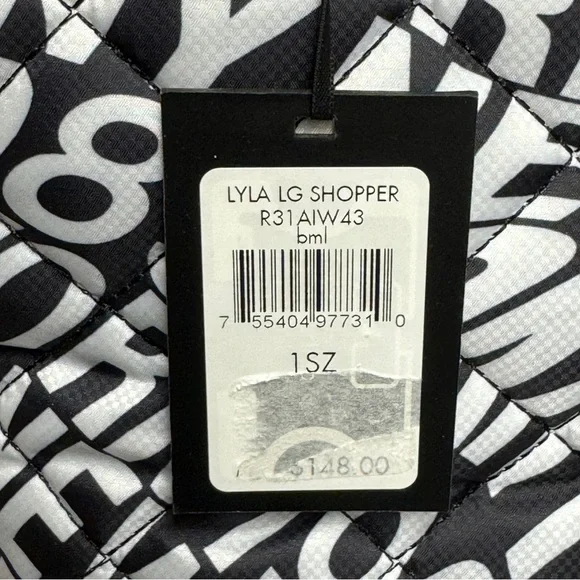 LYLA LG SHOPPER
R31AIW43
bml
7 55404 97731 0
1SZ
$148.00